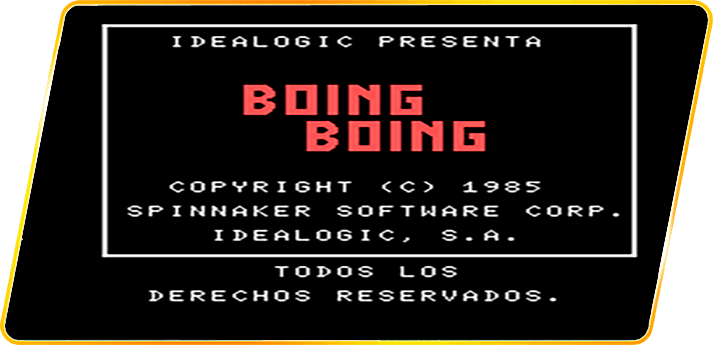 IDEALOGIC PRESENTA
BOING
BOING
COPYRIGHT (C) 1985
SPINNAKER SOFTWARE CORP.
IDEALOGIC, S.A.
TODOS LOS
DERECHOS RESERVADOS.